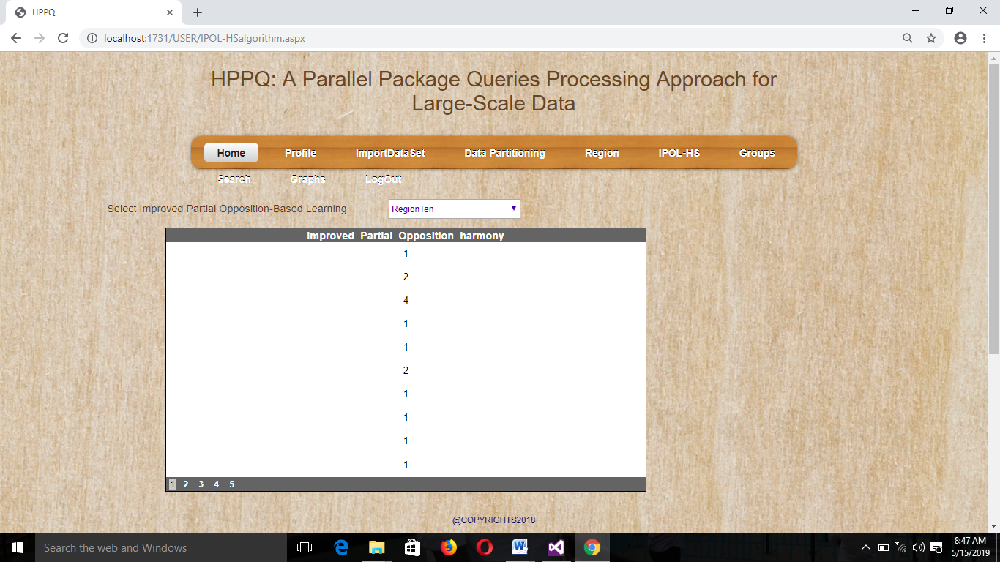 HPPQ
localhost:1731/USER/IPOL-HSalgorithm.aspx
HPPQ: A Parallel Package Queries Processing Approach for
Large-Scale Data
Home Profile ImportDataSet Data Partitioning Region IPOL-HS Groups
Search Graphs LogOut
Select Improved Partial Opposition-Based Learning RegionTen
Improved_Partial_Opposition_harmony
1
2
4
1
1
2
1
1
1
1
1 2 3 4 5
@COPYRIGHTS2018
Search the web and Windows
8:47 AM
5/15/2019